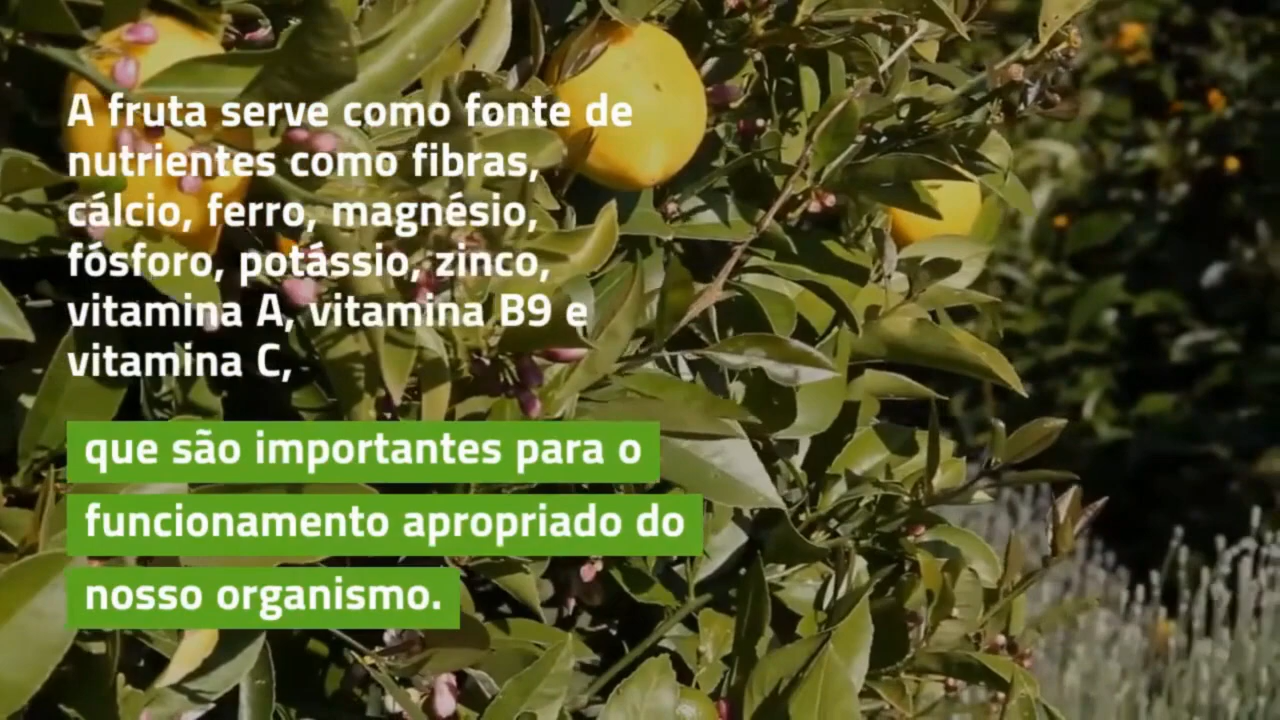 A fruta serve como fonte de
nutrientes como fibras,
cálcio, ferro, magnésio,
fósforo, potássio, zinco,
vitamina A, vitamina B9 e
vitamina C,
que são importantes para o
funcionamento apropriado do
nosso organismo.